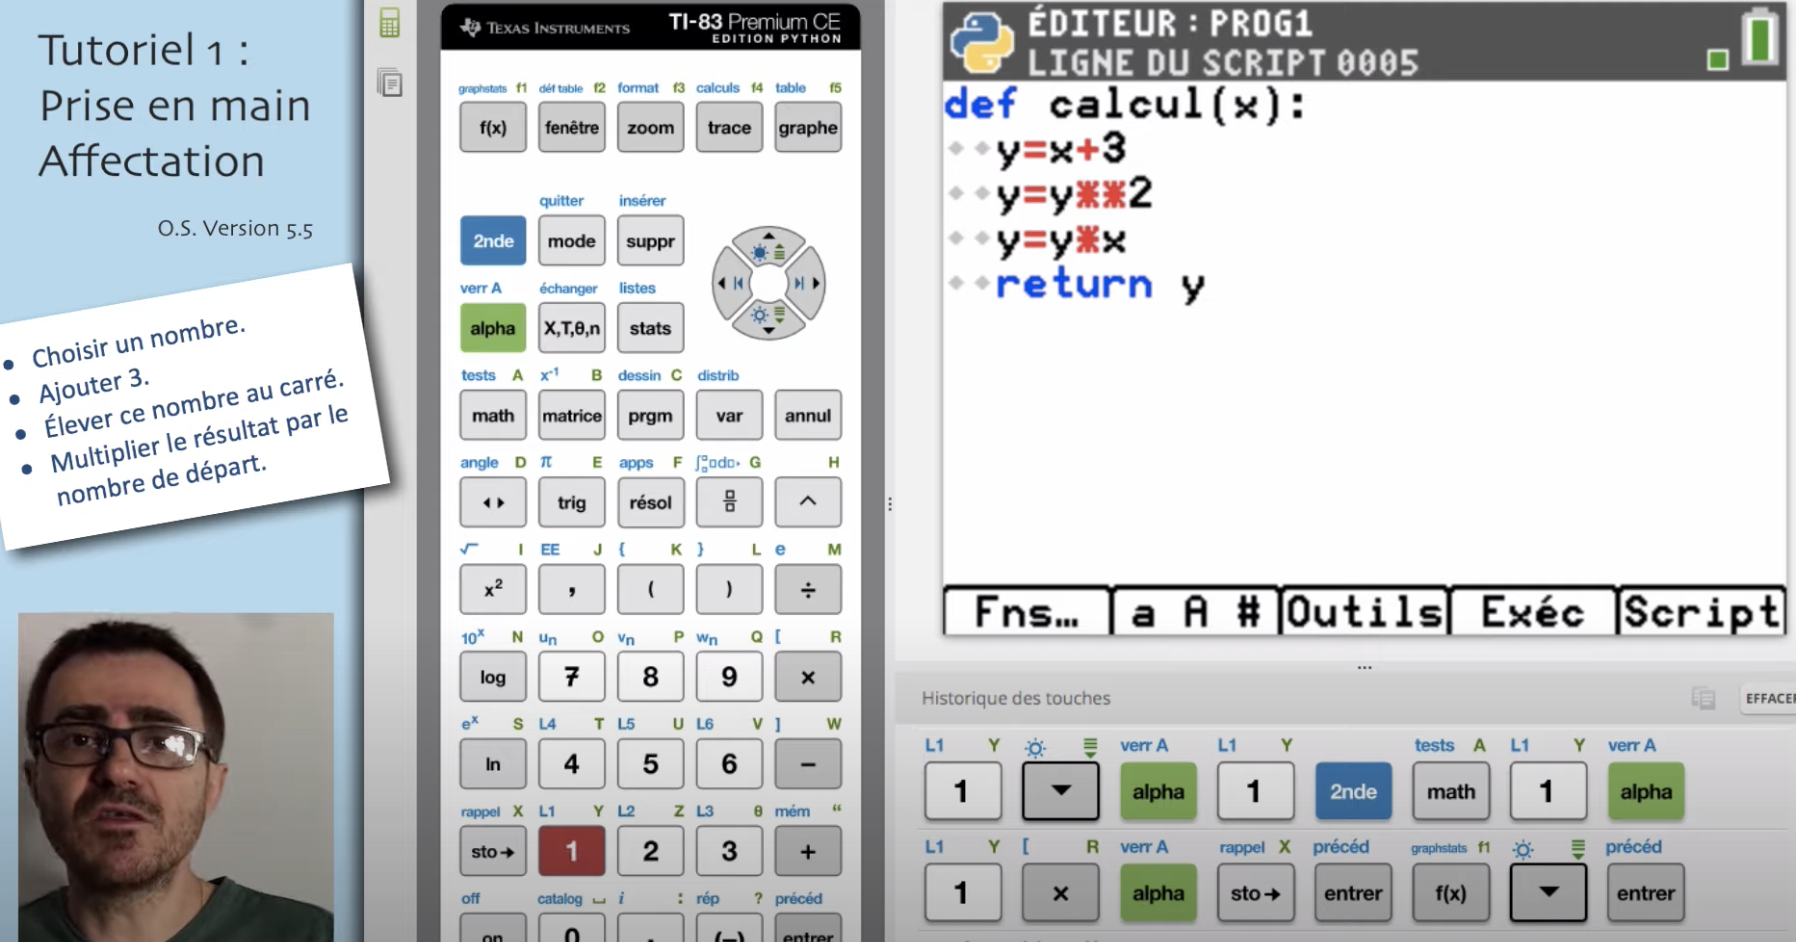 Tutoriel 1 :
Prise en main
Affectation
O.S. Version 5.5
• Choisir un nombre.
• Ajouter 3.
• Élever ce nombre au carré.
• Multiplier le résultat par le
nombre de départ.
TEXAS INSTRUMENTS
TI-83 Premium CE
EDITION PYTHON
graphstats f1 déf table f2 format f3 calculs f4 table f5
f(x) fenêtre zoom trace graphe
quitter insérer
2nde mode suppr
verr A échanger listes
alpha X,T,θ,n stats
tests A x⁻¹ B dessin C distrib
math matrice prgm var annul
angle D π E apps F G H
◂ ▸ trig résol ^
√ I EE J { K } L e M
x² , ( ) ÷
10ˣ N uₙ O vₙ P wₙ Q [ R
log 7 8 9 ×
eˣ S L4 T L5 U L6 V ] W
ln 4 5 6 −
rappel X L1 Y L2 Z L3 θ mém “
sto→ 1 2 3 +
off catalog ⎵ i : rép ? précéd
on 0 . (−) entrer
ÉDITEUR : PROG1
LIGNE DU SCRIPT 0005
def calcul(x):
y=x+3
y=y**2
y=y*x
return y
Fns… a A # Outils Exéc Script
Historique des touches
EFFACER
L1 Y verr A L1 Y tests A L1 Y verr A
1 alpha 1 2nde math 1 alpha
L1 Y [ R verr A rappel X précéd graphstats f1 précéd
1 × alpha sto→ entrer f(x) entrer